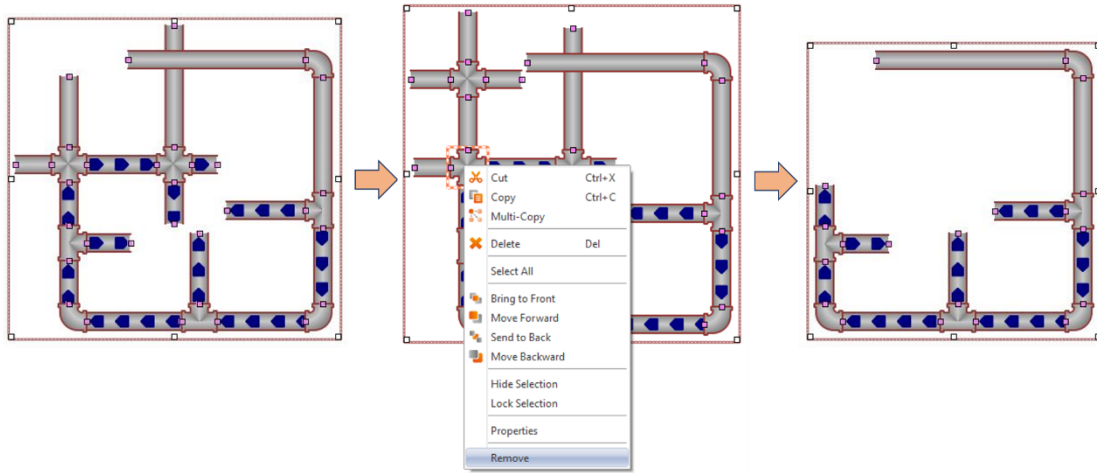 Cut Ctrl+X
Copy Ctrl+C
Multi-Copy
Delete Del
Select All
Bring to Front
Move Forward
Send to Back
Move Backward
Hide Selection
Lock Selection
Properties
Remove